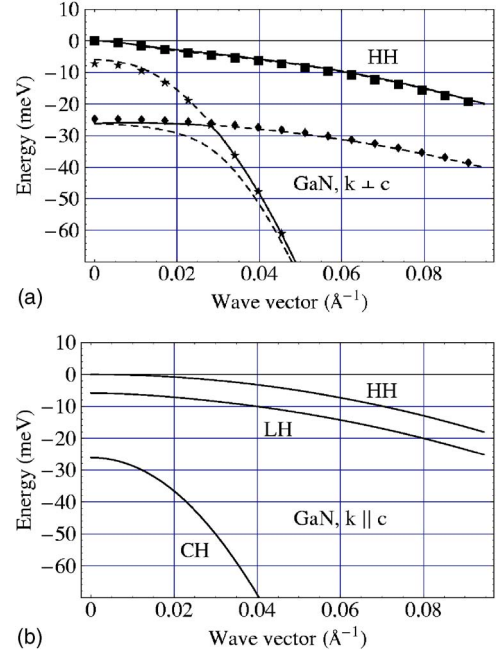 10
0
HH
−10
−20
−30
−40
GaN, k ⊥ c
−50
−60
Energy (meV)
0
0.02
0.04
0.06
0.08
(a)
Wave vector (Å⁻¹)
10
0
HH
−10
LH
−20
−30
−40
GaN, k || c
−50
CH
−60
Energy (meV)
0
0.02
0.04
0.06
0.08
(b)
Wave vector (Å⁻¹)